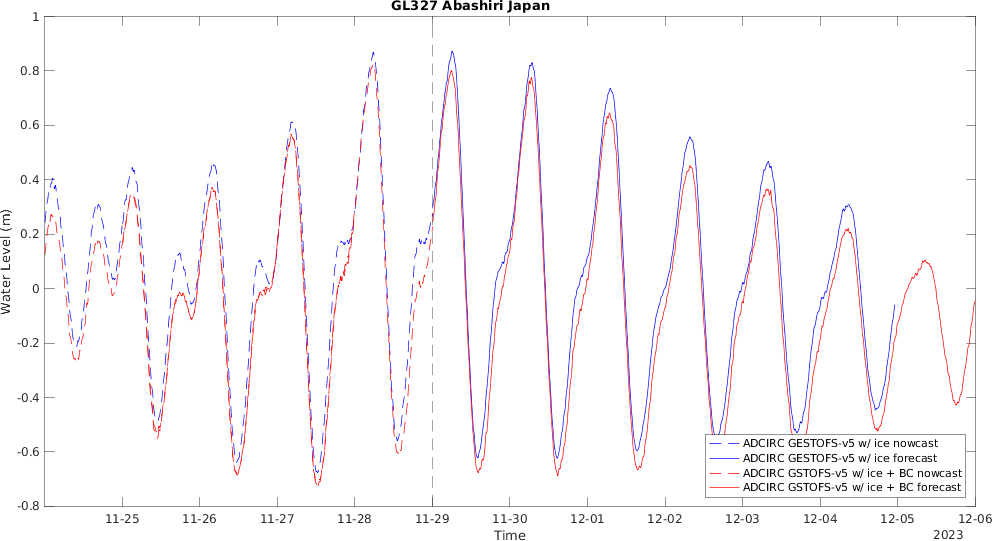 GL327 Abashiri Japan
1
0.8
0.6
0.4
0.2
0
-0.2
-0.4
-0.6
-0.8
Water Level (m)
ADCIRC GESTOFS-v5 w/ ice nowcast
ADCIRC GESTOFS-v5 w/ ice forecast
ADCIRC GSTOFS-v5 w/ ice + BC nowcast
ADCIRC GSTOFS-v5 w/ ice + BC forecast
11-25 11-26 11-27 11-28 11-29 11-30 12-01 12-02 12-03 12-04 12-05 12-06
Time
2023